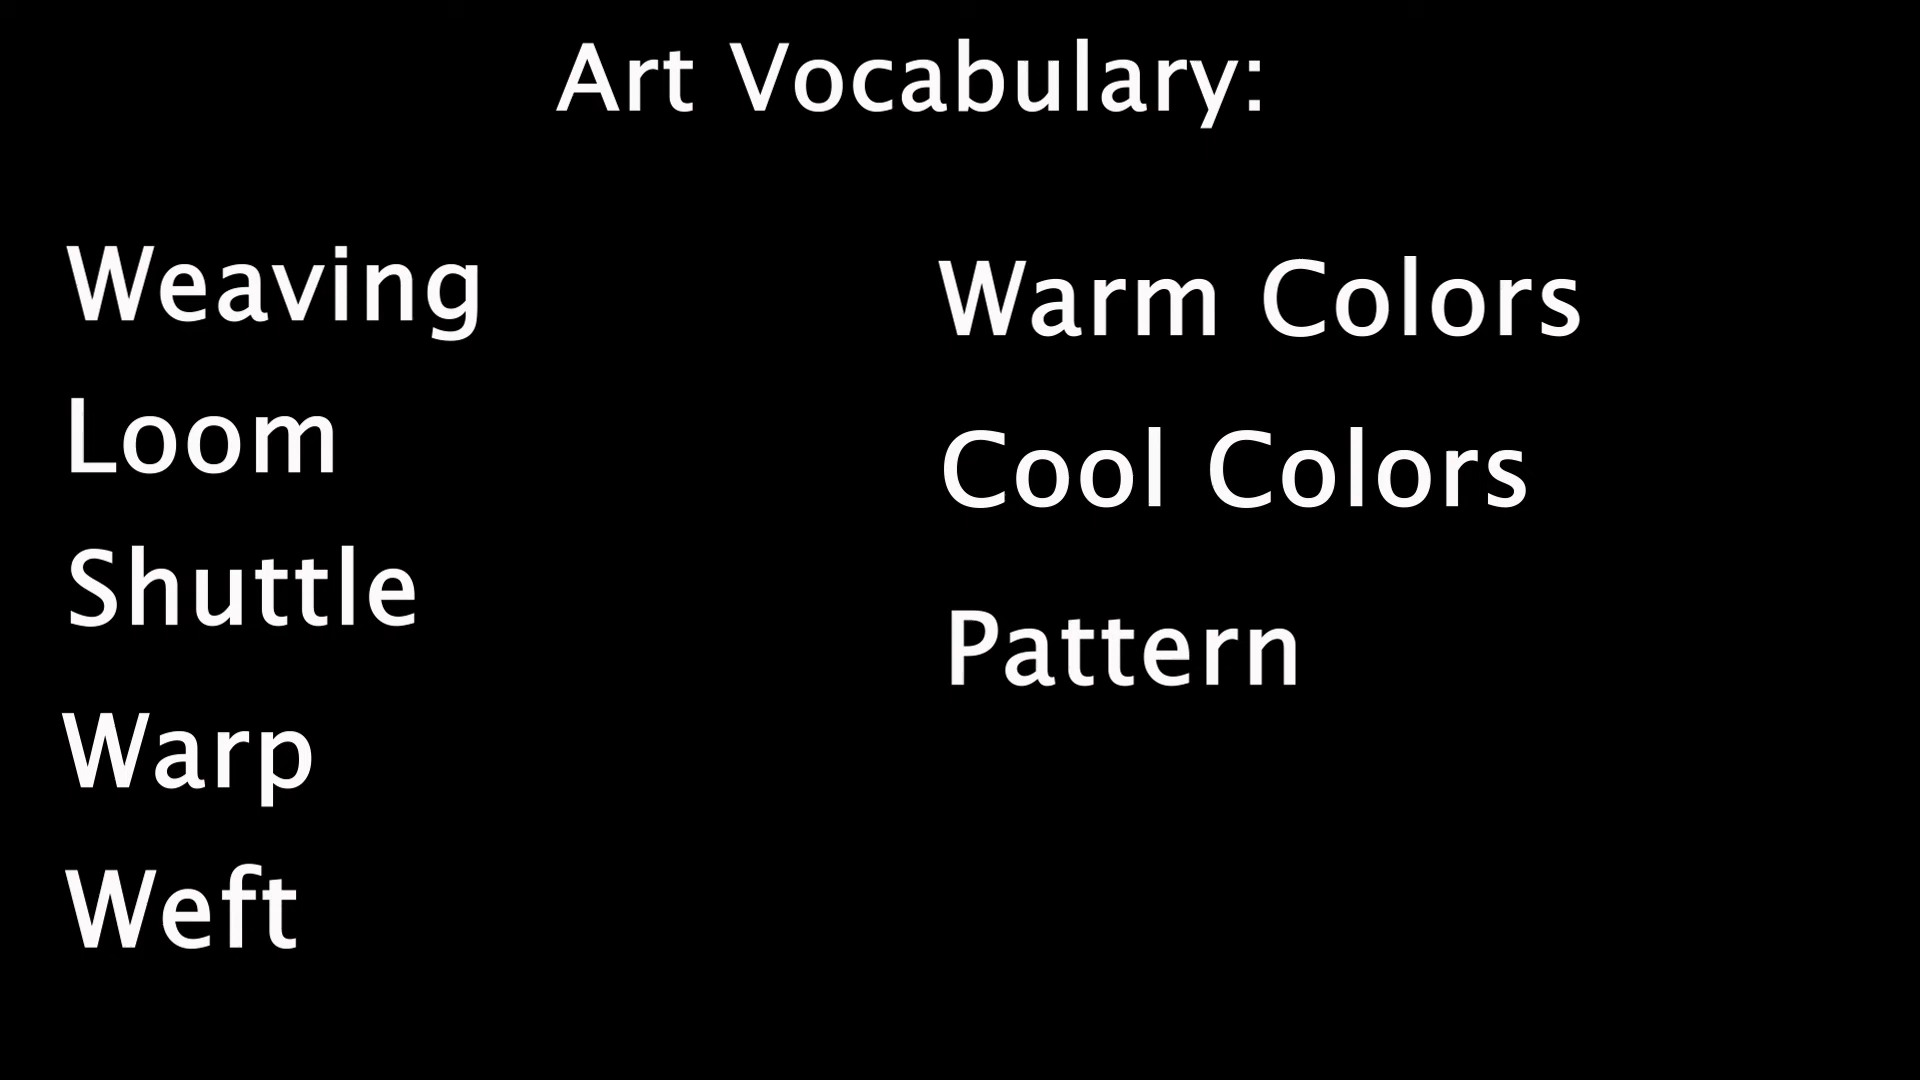 Art Vocabulary:
Weaving
Loom
Shuttle
Warp
Weft
Warm Colors
Cool Colors
Pattern